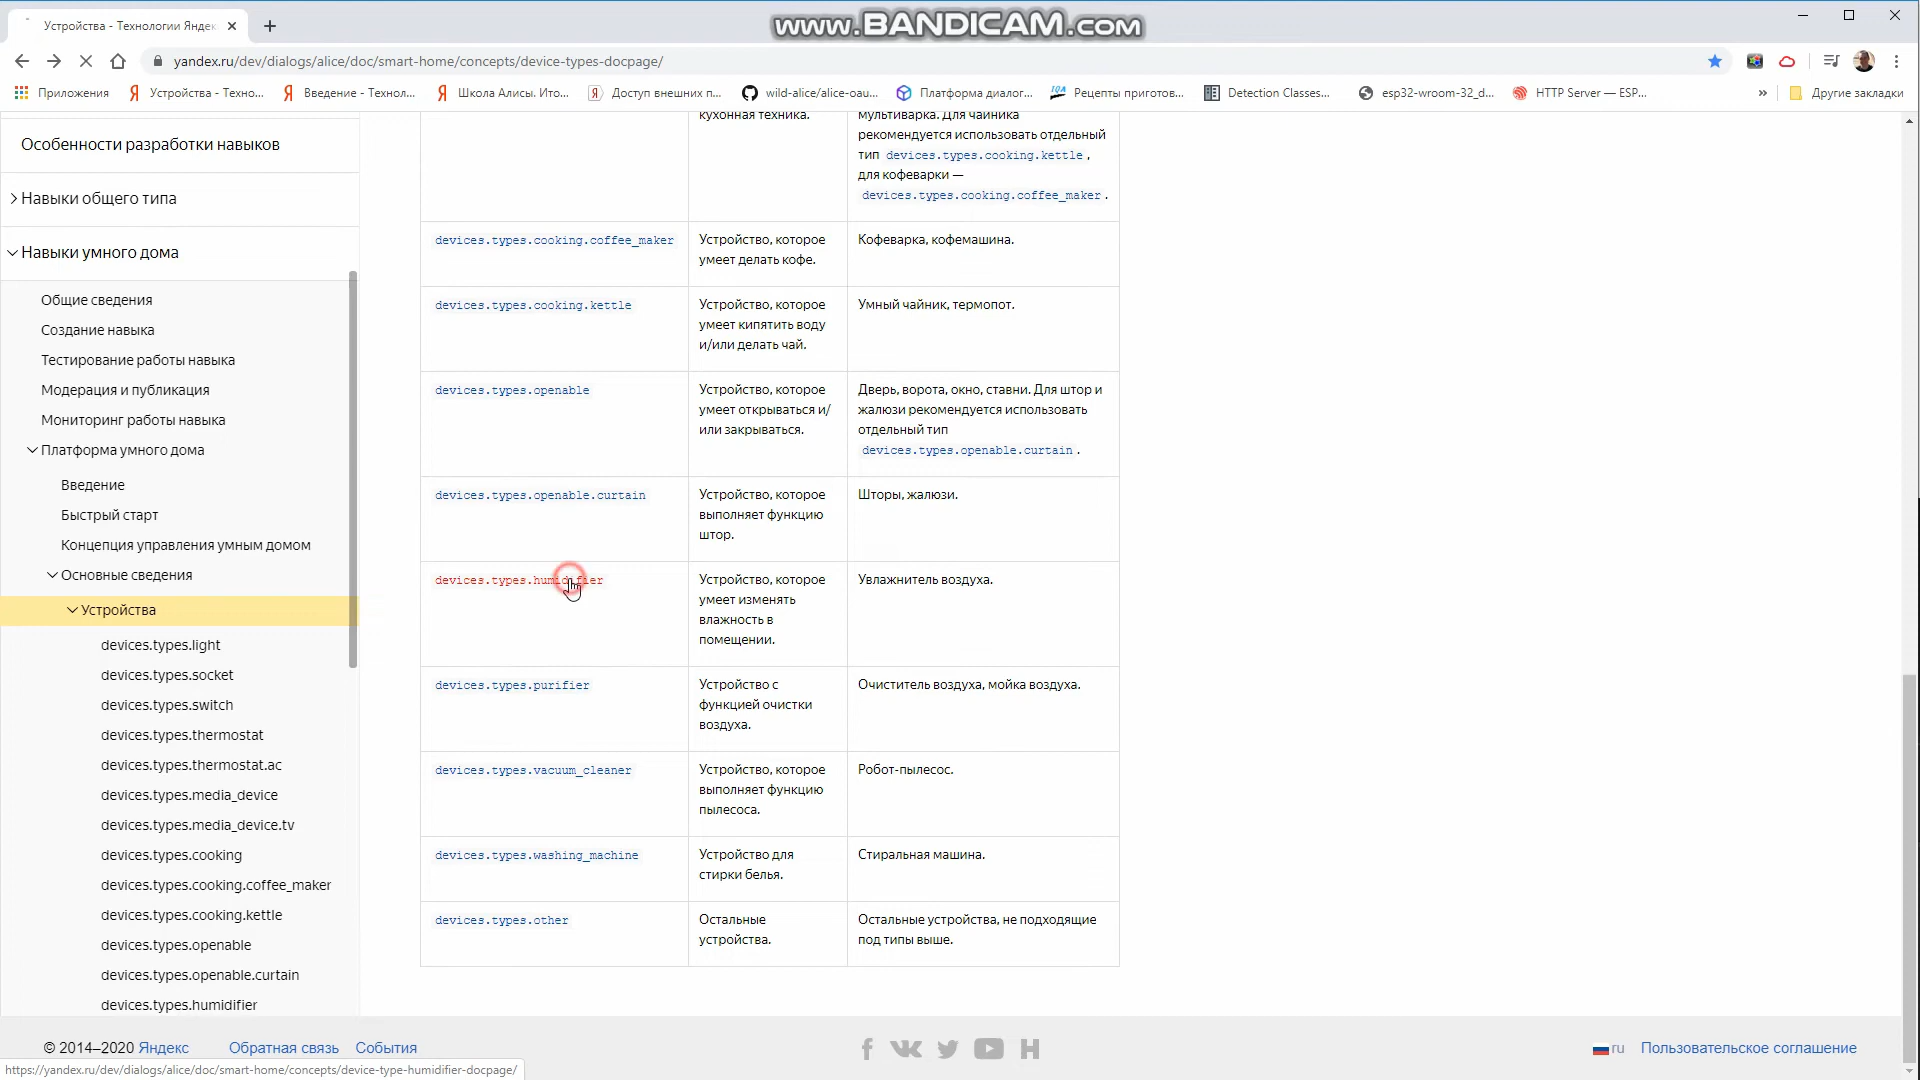 Устройства - Технологии Яндек
www.BANDICAM.com
yandex.ru/dev/dialogs/alice/doc/smart-home/concepts/device-types-docpage/
Приложения
Устройства - Техно...
Введение - Технол...
Школа Алисы. Ито...
Доступ внешних п...
wild-alice/alice-oau...
Платформа диалог...
Рецепты приготов...
Detection Classes...
esp32-wroom-32_d...
HTTP Server — ESP...
»
Другие закладки
Особенности разработки навыков
Навыки общего типа
Навыки умного дома
Общие сведения
Создание навыка
Тестирование работы навыка
Модерация и публикация
Мониторинг работы навыка
Платформа умного дома
Введение
Быстрый старт
Концепция управления умным домом
Основные сведения
Устройства
devices.types.light
devices.types.socket
devices.types.switch
devices.types.thermostat
devices.types.thermostat.ac
devices.types.media_device
devices.types.media_device.tv
devices.types.cooking
devices.types.cooking.coffee_maker
devices.types.cooking.kettle
devices.types.openable
devices.types.openable.curtain
devices.types.humidifier
кухонная техника.
мультиварка. Для чайника
рекомендуется использовать отдельный
тип devices.types.cooking.kettle,
для кофеварки —
devices.types.cooking.coffee_maker.
devices.types.cooking.coffee_maker
Устройство, которое
умеет делать кофе.
Кофеварка, кофемашина.
devices.types.cooking.kettle
Устройство, которое
умеет кипятить воду
и/или делать чай.
Умный чайник, термопот.
devices.types.openable
Устройство, которое
умеет открываться и/
или закрываться.
Дверь, ворота, окно, ставни. Для штор и
жалюзи рекомендуется использовать
отдельный тип
devices.types.openable.curtain.
devices.types.openable.curtain
Устройство, которое
выполняет функцию
штор.
Шторы, жалюзи.
devices.types.humidifier
Устройство, которое
умеет изменять
влажность в
помещении.
Увлажнитель воздуха.
devices.types.purifier
Устройство с
функцией очистки
воздуха.
Очиститель воздуха, мойка воздуха.
devices.types.vacuum_cleaner
Устройство, которое
выполняет функцию
пылесоса.
Робот-пылесос.
devices.types.washing_machine
Устройство для
стирки белья.
Стиральная машина.
devices.types.other
Остальные
устройства.
Остальные устройства, не подходящие
под типы выше.
© 2014–2020 Яндекс
Обратная связь
События
ru
Пользовательское соглашение
https://yandex.ru/dev/dialogs/alice/doc/smart-home/concepts/device-type-humidifier-docpage/